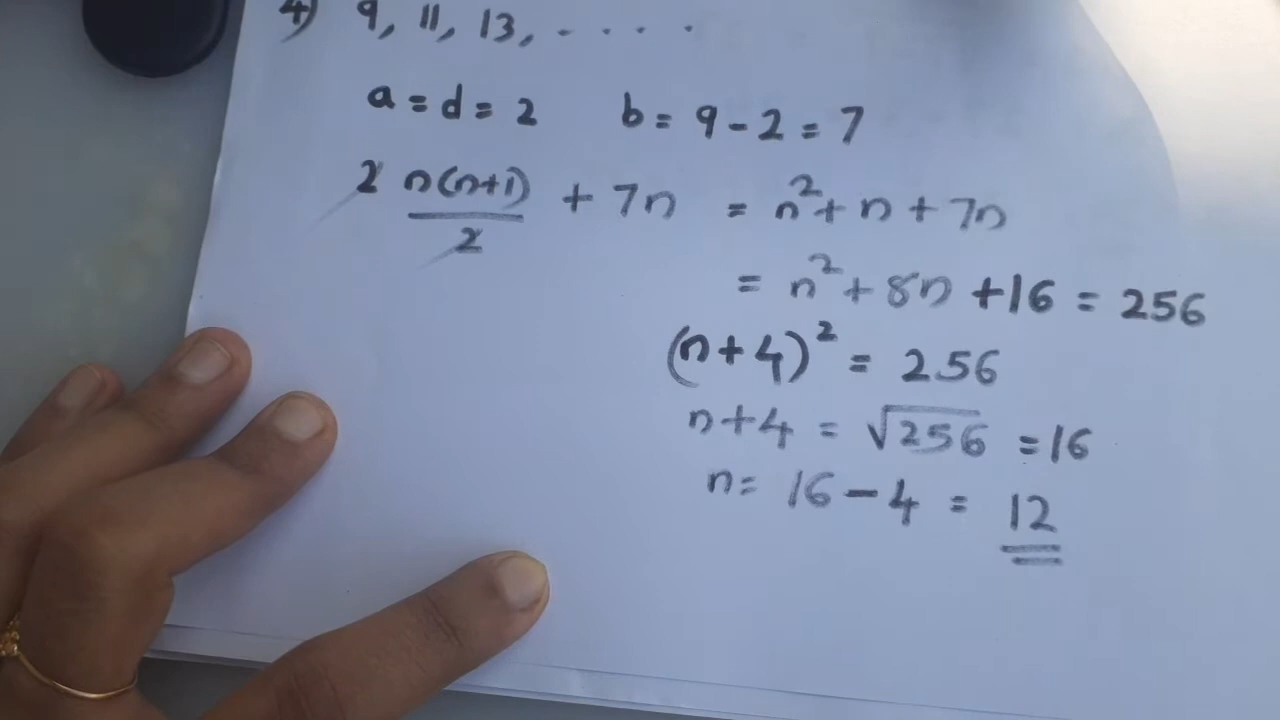 4) 9, 11, 13, - . . . .
a = d = 2 b = 9 - 2 = 7
2 n(n+1)/2 + 7n = n² + n + 7n
= n² + 8n + 16 = 256
(n+4)² = 256
n+4 = √256 = 16
n = 16 - 4 = 12